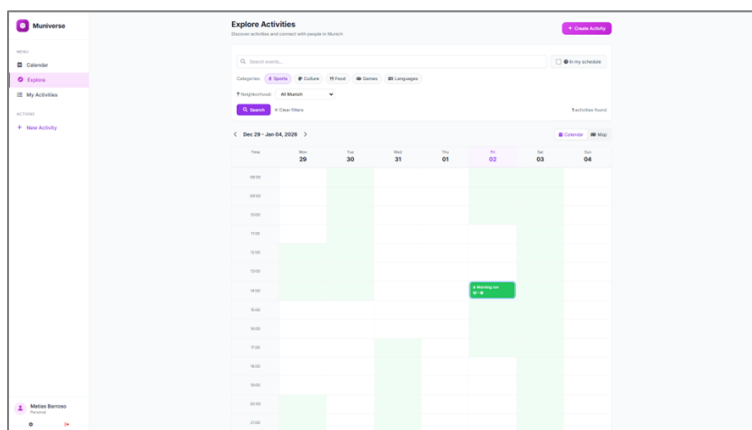 Muniverse
MENU
Calendar
Explore
My Activities
ACTIONS
+ New Activity
Matias Barroso
Personal
Explore Activities
Discover activities and connect with people in Munich
+ Create Activity
Search events...
In my schedule
Categories: Sports Culture Food Games Languages
Neighborhood: All Munich
Search × Clear filters
1 activities found
< Dec 29 - Jan 04, 2026 >
Calendar Map
Time Mon Tue Wed Thu Fri Sat Sun
29 30 31 01 02 03 04
08:00
09:00
10:00
11:00
12:00
13:00
14:00
Morning run
15:00
16:00
17:00
18:00
19:00
20:00
21:00